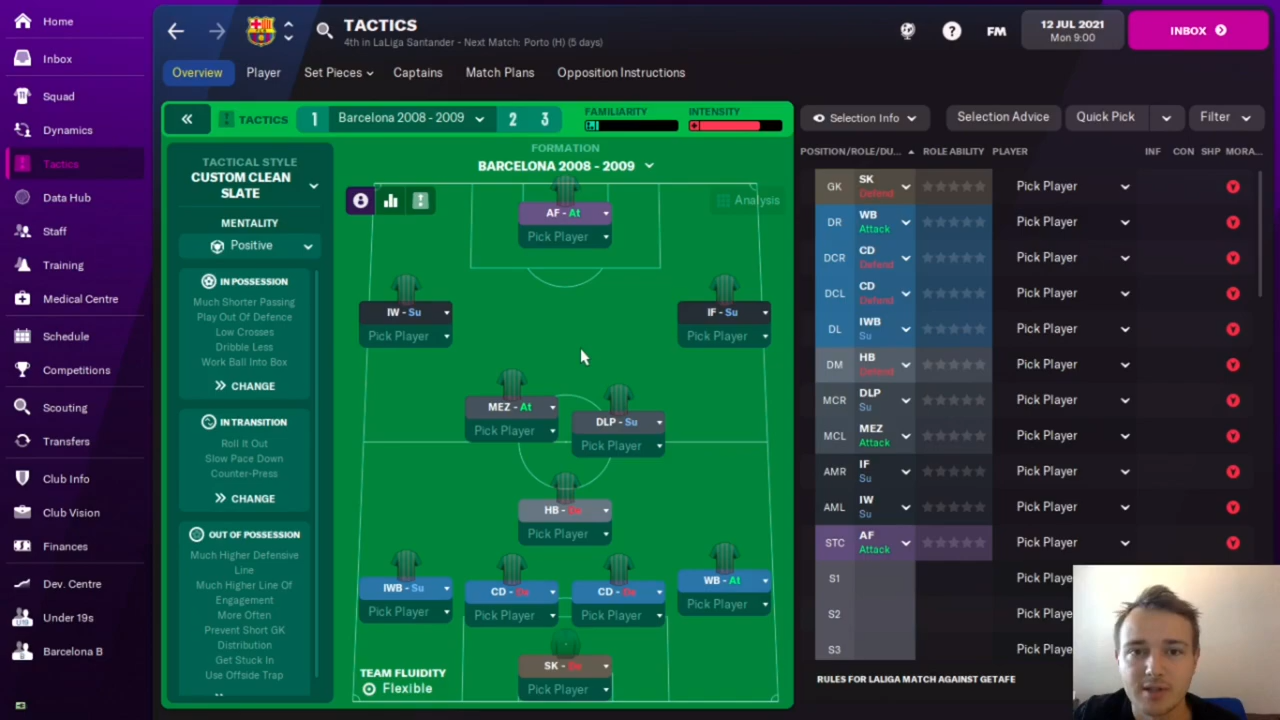 Home
Inbox
Squad
Dynamics
Tactics
Data Hub
Staff
Training
Medical Centre
Schedule
Competitions
Scouting
Transfers
Club Info
Club Vision
Finances
Dev. Centre
Under 19s
Barcelona B
TACTICS
4th in LaLiga Santander - Next Match: Porto (H) (5 days)
FM
12 JUL 2021
Mon 9:00
INBOX
Overview
Player
Set Pieces
Captains
Match Plans
Opposition Instructions
TACTICS
1
Barcelona 2008 - 2009
2
3
FAMILIARITY
INTENSITY
TACTICAL STYLE
CUSTOM CLEAN
SLATE
MENTALITY
Positive
IN POSSESSION
Much Shorter Passing
Play Out Of Defence
Low Crosses
Dribble Less
Work Ball Into Box
CHANGE
IN TRANSITION
Roll It Out
Slow Pace Down
Counter-Press
CHANGE
OUT OF POSSESSION
Much Higher Defensive
Line
Much Higher Line Of
Engagement
More Often
Prevent Short GK
Distribution
Get Stuck In
Use Offside Trap
FORMATION
BARCELONA 2008 - 2009
Analysis
AF - At
Pick Player
IW - Su
Pick Player
IF - Su
Pick Player
MEZ - At
Pick Player
DLP - Su
Pick Player
HB - De
Pick Player
IWB - Su
Pick Player
CD - De
Pick Player
CD - De
Pick Player
WB - At
Pick Player
SK - De
Pick Player
TEAM FLUIDITY
Flexible
Selection Info
Selection Advice
Quick Pick
Filter
POSITION/ROLE/DU...
ROLE ABILITY
PLAYER
INF
CON
SHP
MORA...
GK
SK
Defend
Pick Player
DR
WB
Attack
Pick Player
DCR
CD
Defend
Pick Player
DCL
CD
Defend
Pick Player
DL
IWB
Su
Pick Player
DM
HB
Defend
Pick Player
MCR
DLP
Su
Pick Player
MCL
MEZ
Attack
Pick Player
AMR
IF
Su
Pick Player
AML
IW
Su
Pick Player
STC
AF
Attack
Pick Player
S1
Pick Player
S2
Pick Player
S3
Pick Player
RULES FOR LALIGA MATCH AGAINST GETAFE